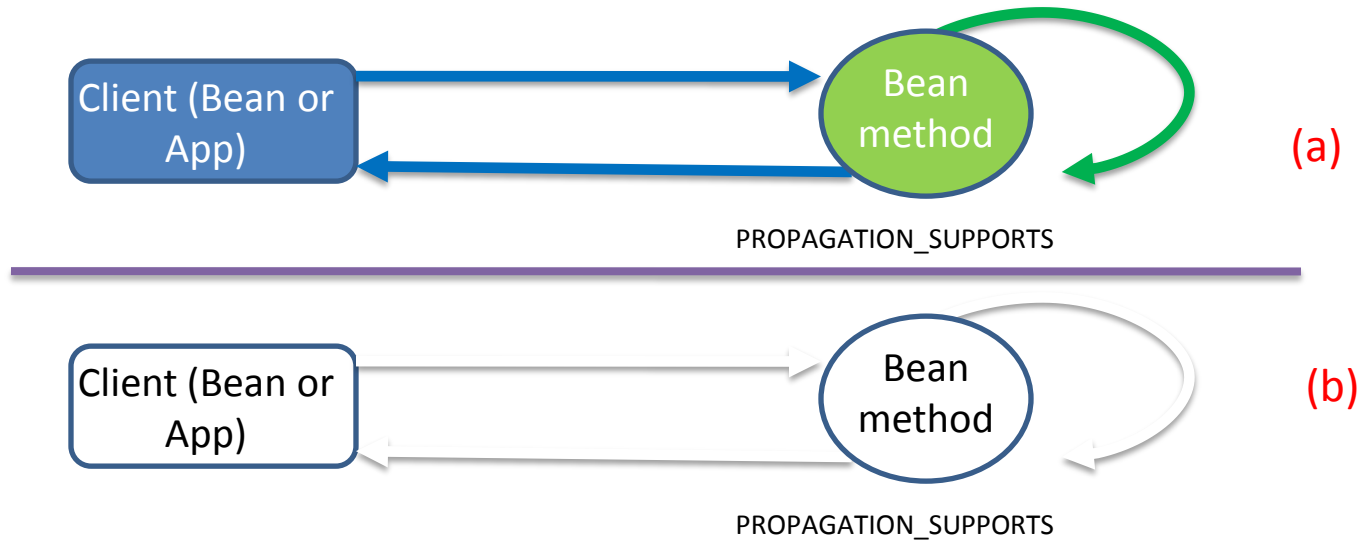 Client (Bean or
App)
Bean
method
(a)
PROPAGATION_SUPPORTS
Client (Bean or
App)
Bean
method
(b)
PROPAGATION_SUPPORTS